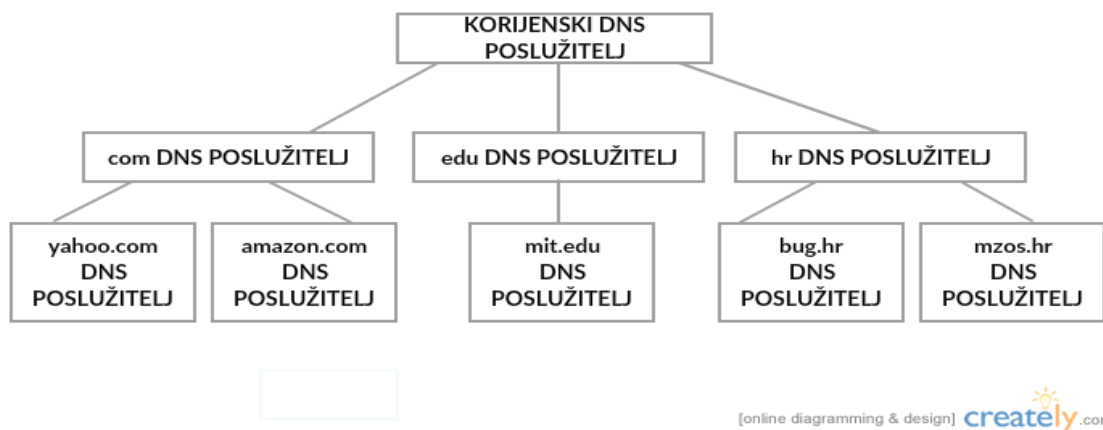 KORIJENSKI DNS
POSLUŽITELJ
com DNS POSLUŽITELJ
edu DNS POSLUŽITELJ
hr DNS POSLUŽITELJ
yahoo.com
DNS
POSLUŽITELJ
amazon.com
DNS
POSLUŽITELJ
mit.edu
DNS
POSLUŽITELJ
bug.hr
DNS
POSLUŽITELJ
mzos.hr
DNS
POSLUŽITELJ
[online diagramming & design] creately.com